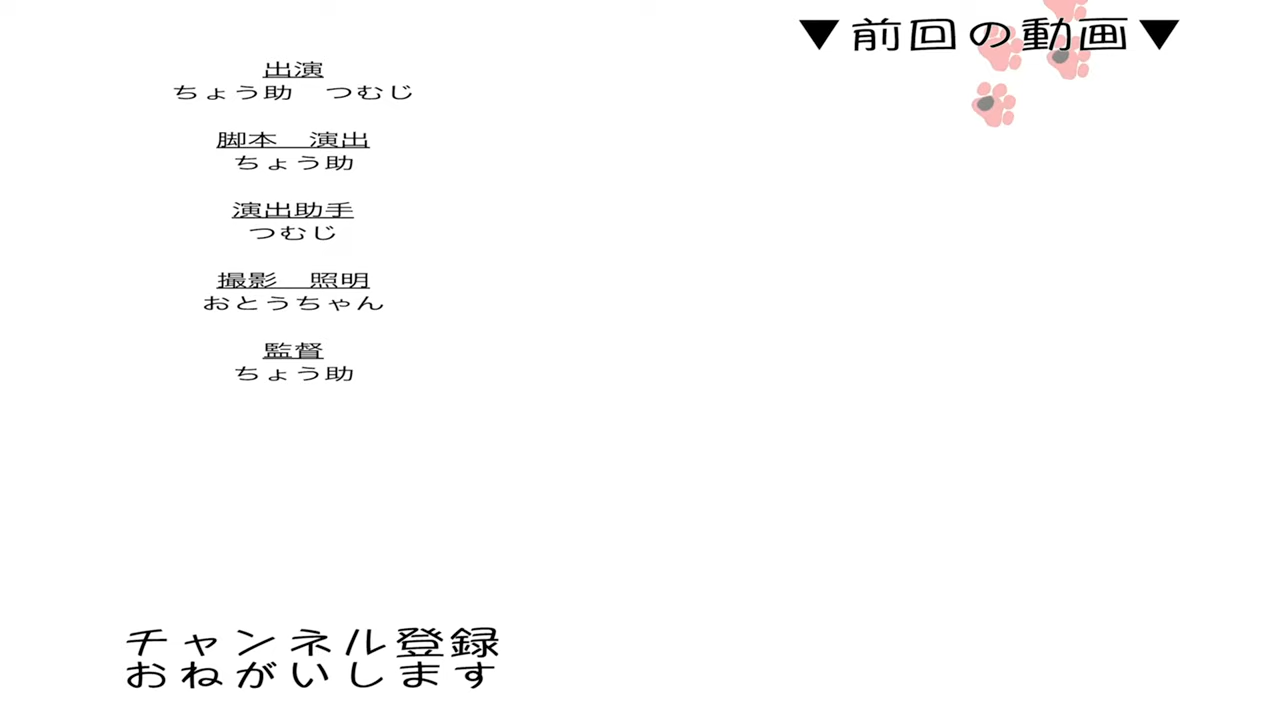 ▼前回の動画▼
出演
ちょう助　つむじ
脚本　演出
ちょう助
演出助手
つむじ
撮影　照明
おとうちゃん
監督
ちょう助
チャンネル登録
おねがいします